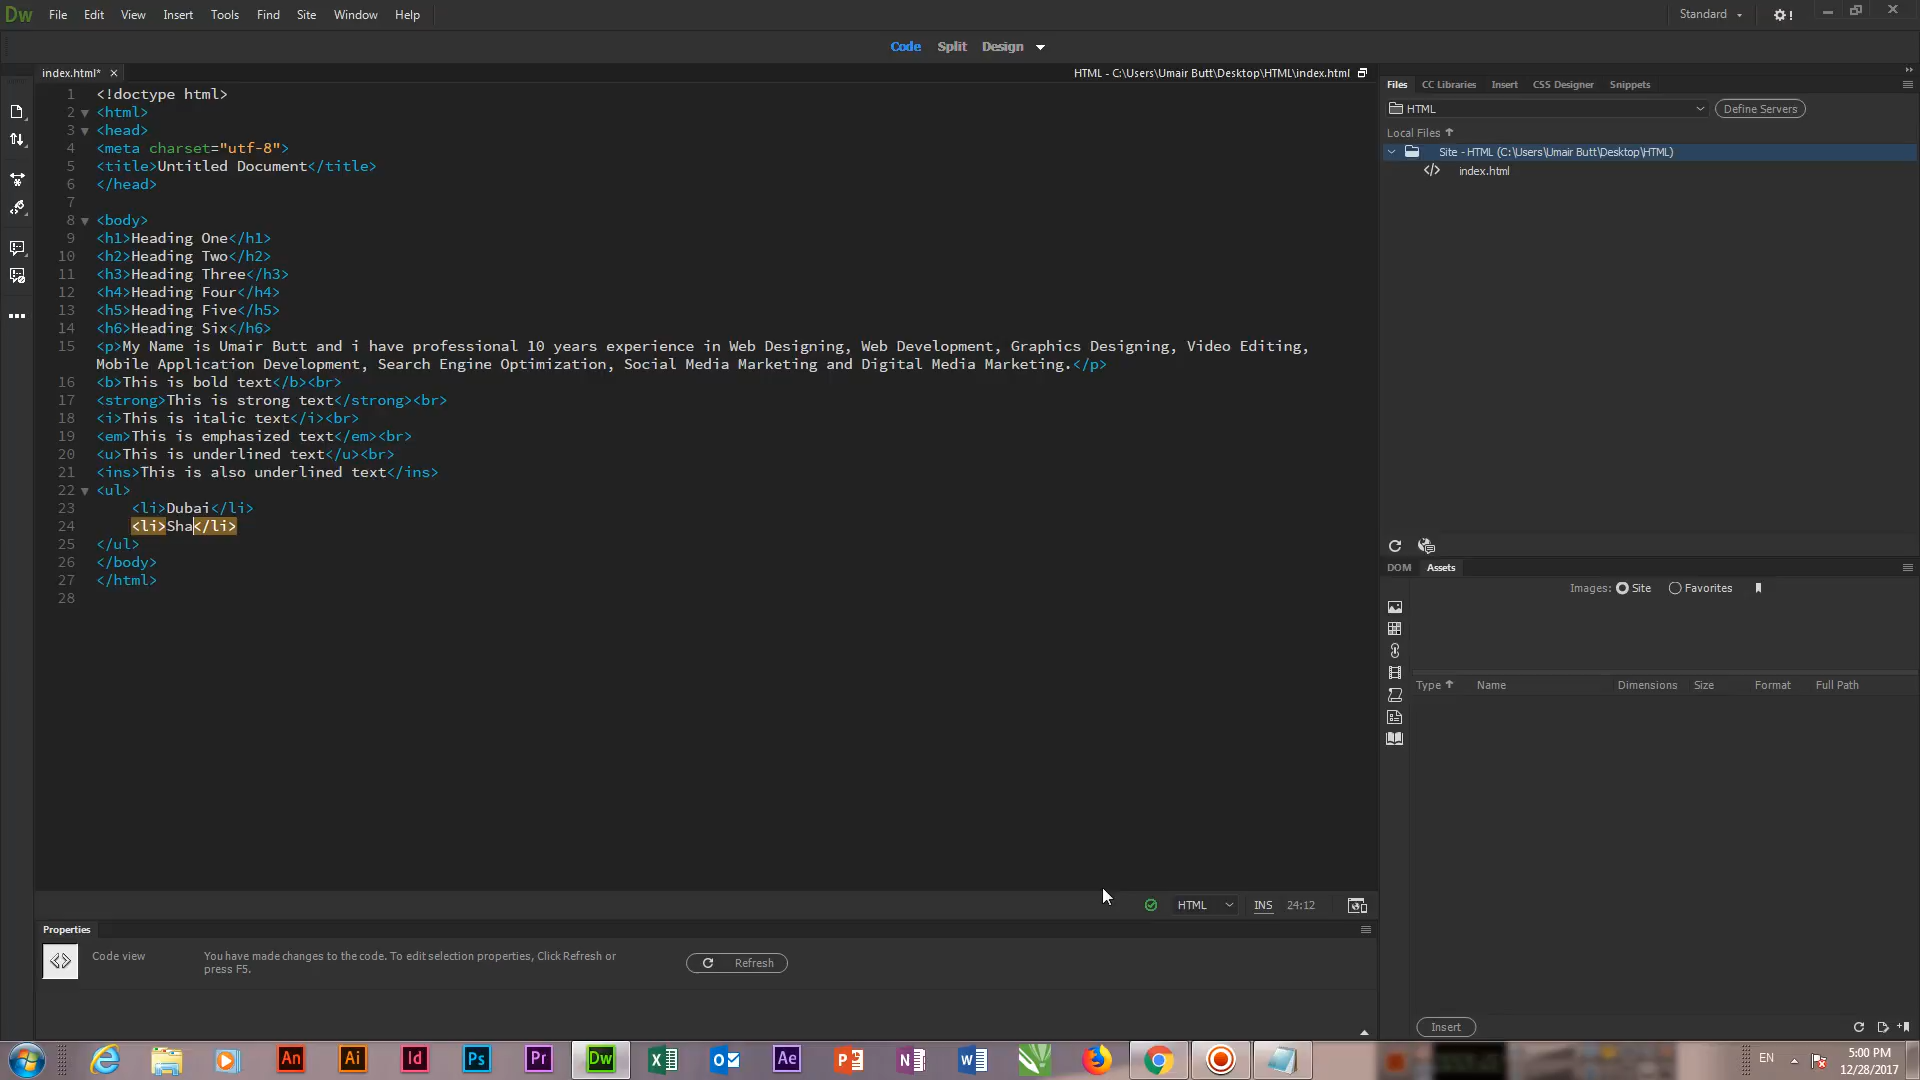 Dw File Edit View Insert Tools Find Site Window Help Standard
Code Split Design
index.html* × HTML - C:\Users\Umair Butt\Desktop\HTML\index.html
1 <!doctype html>
2 <html>
3 <head>
4 <meta charset="utf-8">
5 <title>Untitled Document</title>
6 </head>
7
8 <body>
9 <h1>Heading One</h1>
10 <h2>Heading Two</h2>
11 <h3>Heading Three</h3>
12 <h4>Heading Four</h4>
13 <h5>Heading Five</h5>
14 <h6>Heading Six</h6>
15 <p>My Name is Umair Butt and i have professional 10 years experience in Web Designing, Web Development, Graphics Designing, Video Editing,
Mobile Application Development, Search Engine Optimization, Social Media Marketing and Digital Media Marketing.</p>
16 <b>This is bold text</b><br>
17 <strong>This is strong text</strong><br>
18 <i>This is italic text</i><br>
19 <em>This is emphasized text</em><br>
20 <u>This is underlined text</u><br>
21 <ins>This is also underlined text</ins>
22 <ul>
23 <li>Dubai</li>
24 <li>Sha</li>
25 </ul>
26 </body>
27 </html>
28
HTML INS 24:12
Properties
Code view You have made changes to the code. To edit selection properties, Click Refresh or
press F5.
Refresh
Files CC Libraries Insert CSS Designer Snippets
HTML Define Servers
Local Files
Site - HTML (C:\Users\Umair Butt\Desktop\HTML)
index.html
DOM Assets
Images: Site Favorites
Type Name Dimensions Size Format Full Path
Insert
An Ai Id Ps Pr Dw Ae EN 5:00 PM
12/28/2017